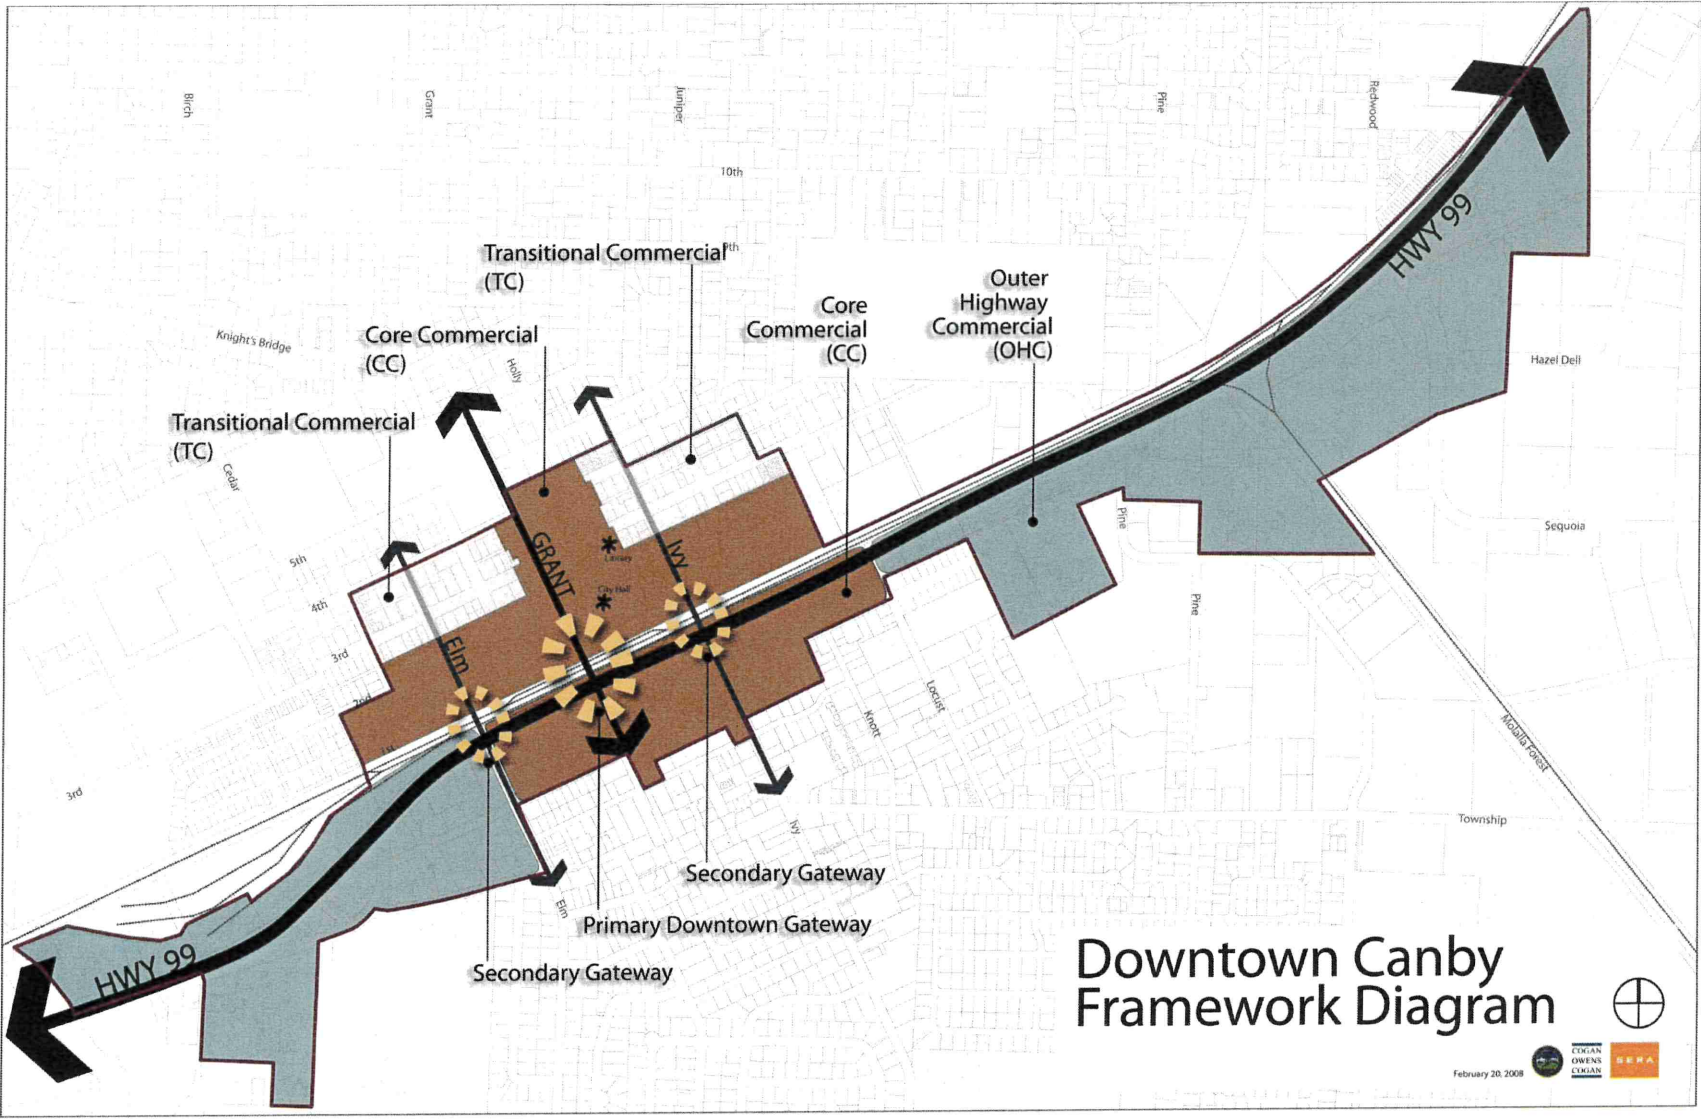 Birch
Grant
Juniper
Pine
Redwood
10th
9th
HWY 99
Transitional Commercial
(TC)
Outer
Highway
Commercial
(OHC)
Core
Commercial
(CC)
Core Commercial
(CC)
Knight's Bridge
Holly
Hazel Dell
Transitional Commercial
(TC)
Cedar
Pine
Sequoia
5th
GRANT
Ivy
Library
City Hall
4th
Pine
3rd
Elm
2nd
1st
Locust
Knott
Molalla Forest
3rd
Ivy
Township
Secondary Gateway
Elm
Primary Downtown Gateway
Secondary Gateway
HWY 99
Downtown Canby
Framework Diagram
February 20, 2008
COGAN
OWENS
COGAN
SERA